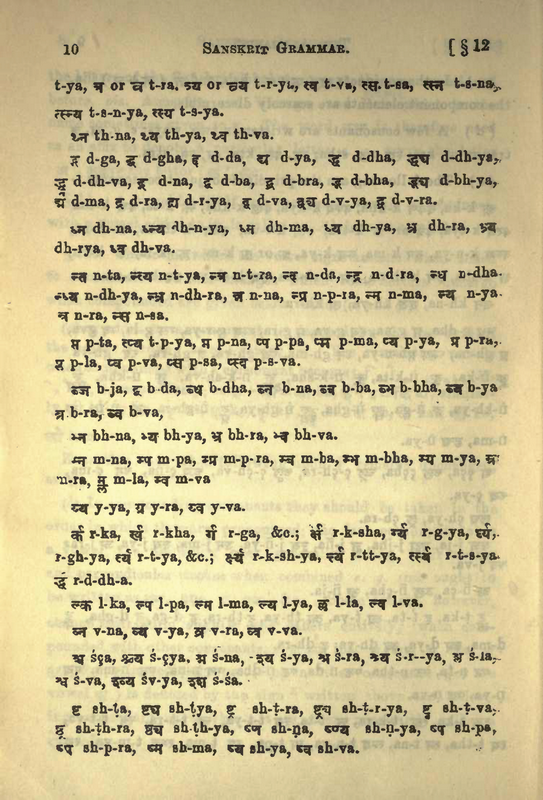 10 SANSKRIT GRAMMAR. [ § 12
t-ya, त्र or त्र t-ra. त्र्य or त्र्य t-r-ya, त्व t-va, त्स t-sa, त्स्न t-s-na,
त्स्न्य t-s-n-ya, त्स्य t-s-ya.
थ्न th-na, थ्य th-ya, थ्व th-va.
द्ग d-ga, द्घ d-gha, द्द d-da, द्य d-ya, द्ध d-dha, द्ध्य d-dh-ya,
द्ध्व d-dh-va, द्न d-na, द्ब d-ba, द्ब्र d-bra, द्भ d-bha, द्भ्य d-bh-ya,
द्म d-ma, द्र d-ra, द्र्य d-r-ya, द्व d-va, द्व्य d-v-ya, द्व्र d-v-ra.
ध्न dh-na, ध्न्य dh-n-ya, ध्म dh-ma, ध्य dh-ya, ध्र dh-ra, ध्र्य
dh-rya, ध्व dh-va.
न्त n-ta, न्त्य n-t-ya, न्त्र n-t-ra, न्द n-da, न्द्र n-d-ra, न्ध n-dha
न्ध्य n-dh-ya, न्ध्र n-dh-ra, न्न n-na, न्प्र n-p-ra, न्म n-ma, न्य n-ya
न्र n-ra, न्स n-sa.
प्त p-ta, त्प्य t-p-ya, प्न p-na, प्प p-pa, प्म p-ma, प्य p-ya, प्र p-ra,
प्ल p-la, प्व p-va, प्स p-sa, प्स्व p-s-va.
ब्ज b-ja, ब्द b-da, ब्ध b-dha, ब्न b-na, ब्ब b-ba, ब्भ b-bha, ब्य b-ya
ब्र b-ra, ब्व b-va,
भ्न bh-na, भ्य bh-ya, भ्र bh-ra, भ्व bh-va.
म्न m-na, म्प m-pa, म्प्र m-p-ra, म्ब m-ba, म्भ m-bha, म्य m-ya, म्र
m-ra, म्ल m-la, म्व m-va
य्य y-ya, य्र y-ra, य्व y-va.
र्क r-ka, र्ख r-kha, र्ग r-ga, &c.; र्क्ष r-k-sha, र्ग्य r-g-ya, र्घ्य,
r-gh-ya, र्त्य r-t-ya, &c.; र्क्ष्य r-k-sh-ya, र्त्त्य r-tt-ya, र्त्स्य r-t-s-ya
र्द्ध r-d-dh-a.
ल्क l-ka, ल्प l-pa, ल्म l-ma, ल्य l-ya, ल्ल l-la, ल्व l-va.
व्न v-na, व्य v-ya, व्र v-ra, व्व v-va.
श्च śça, श्च्य ś-çya. श्न ś-na, श्य ś-ya, श्र ś-ra, श्र्य ś-r--ya, श्ल ś-la,
श्व ś-va, श्व्य śv-ya, श्श ś-śa.
ष्ट sh-ṭa, ष्ट्य sh-ṭya, ष्ट्र sh-ṭ-ra, ष्ट्र्य sh-ṭ-r-ya, ष्ट्व sh-ṭ-va.
ष्ठ्र sh-ṭh-ra, ष्ठ्य sh-ṭh-ya, ष्ण sh-ṇa, ष्ण्य sh-ṇ-ya, ष्प sh-pa,
ष्प्र sh-p-ra, ष्म sh-ma, ष्य sh-ya, ष्व sh-va.